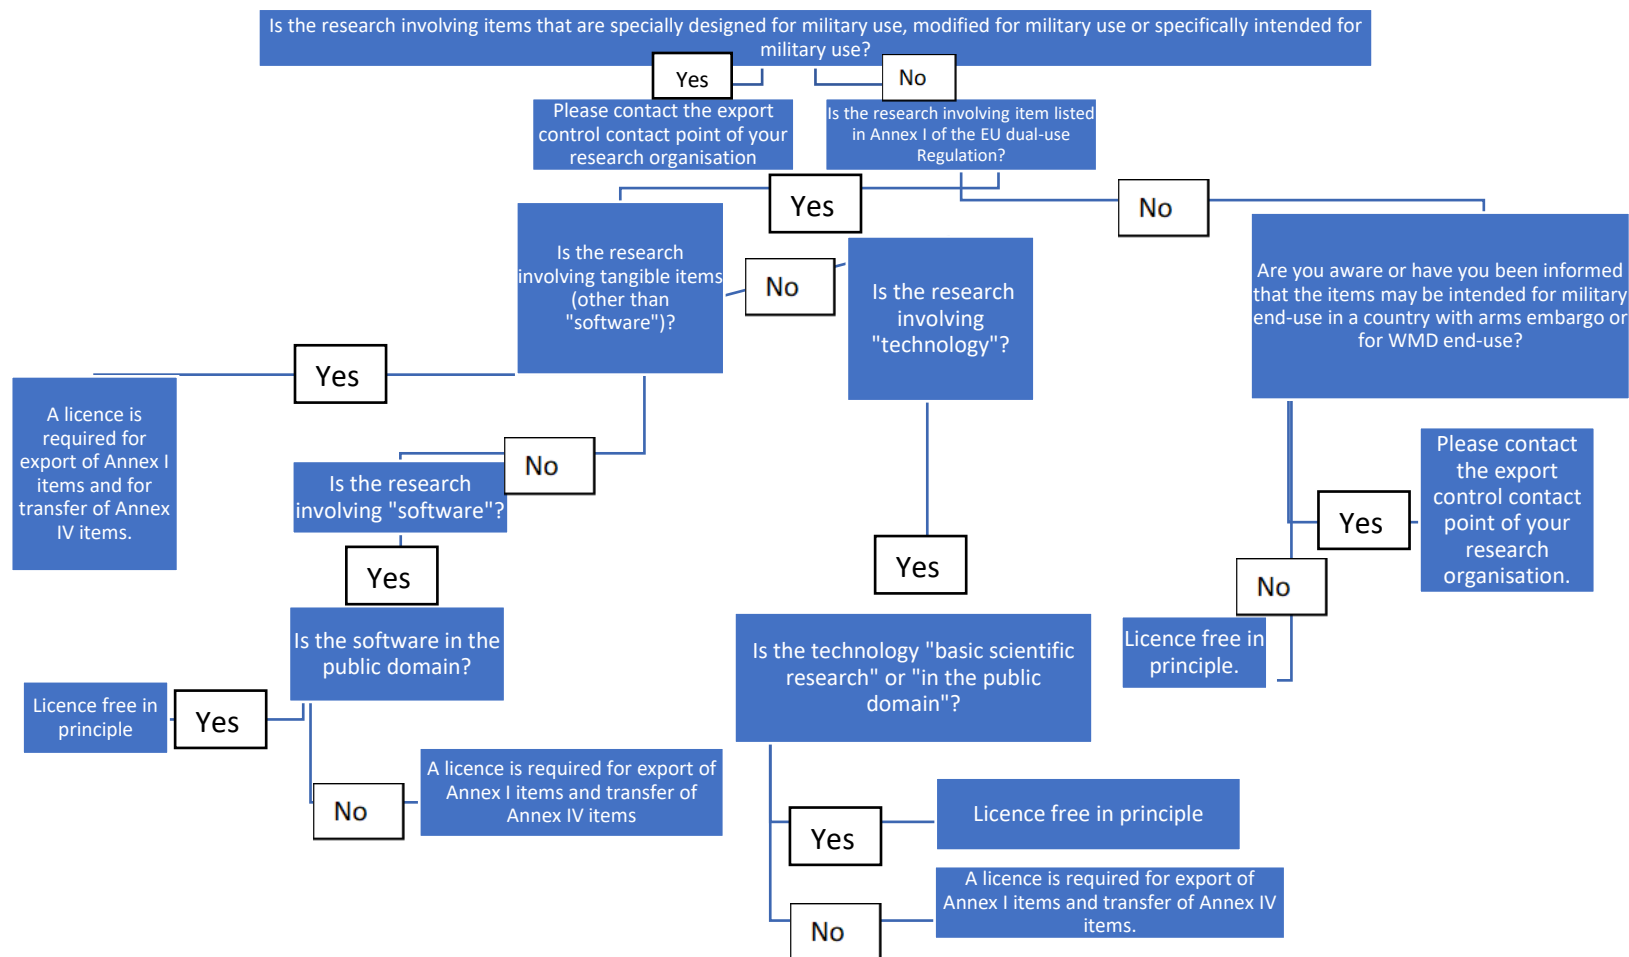 Is the research involving items that are specially designed for military use, modified for military use or specifically intended for
military use?
Yes
No
Please contact the export
control contact point of your
research organisation
Is the research involving item listed
in Annex I of the EU dual-use
Regulation?
Yes
No
Is the research
involving tangible items
(other than
"software")?
No
Is the research
involving
"technology"?
Are you aware or have you been informed
that the items may be intended for military
end-use in a country with arms embargo or
for WMD end-use?
Yes
A licence is
required for
export of Annex I
items and for
transfer of Annex
IV items.
No
Is the research
involving "software"?
Yes
Please contact
the export
control contact
point of your
research
organisation.
Yes
Yes
No
Is the software in the
public domain?
Is the technology "basic scientific
research" or "in the public
domain"?
Licence free in
principle.
Licence free in
principle
Yes
No
A licence is required for export of
Annex I items and transfer of
Annex IV items
Yes
Licence free in principle
No
A licence is required for export of
Annex I items and transfer of Annex IV
items.